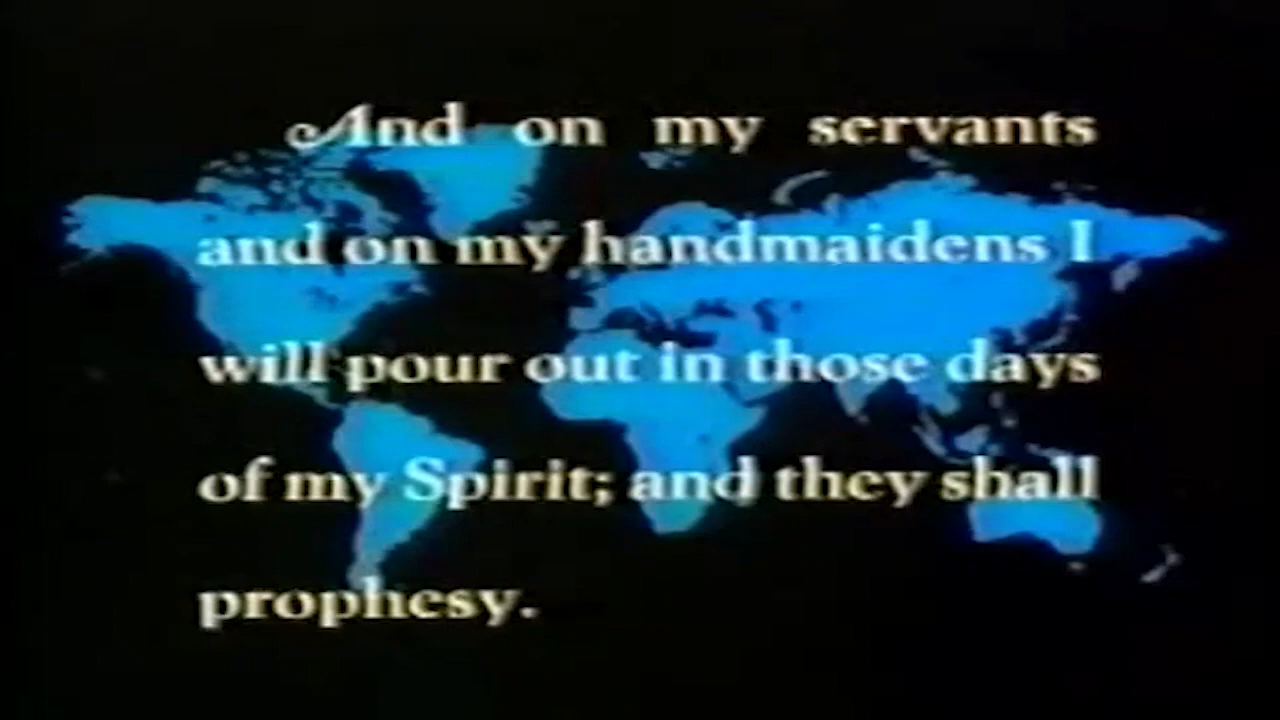 And on my servants
and on my handmaidens I
will pour out in those days
of my Spirit; and they shall
prophesy.